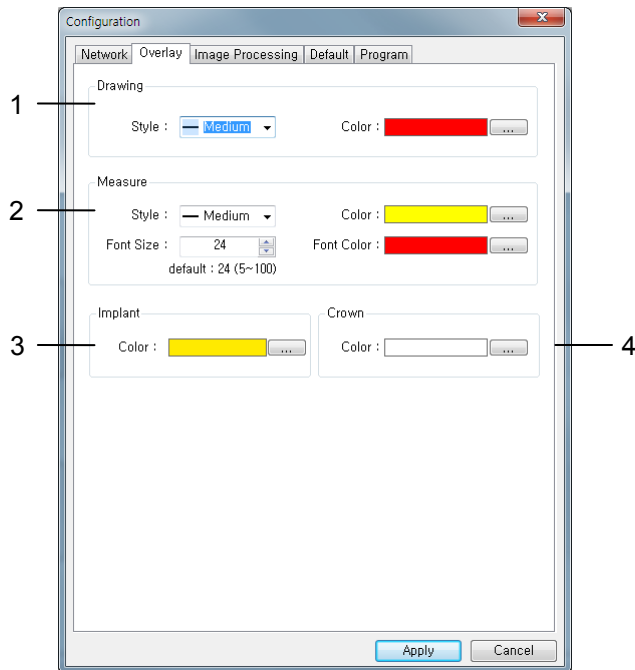 Configuration
x
Network Overlay Image Processing Default Program
Drawing
1
Style : Medium Color : ...
Measure
2
Style : Medium Color : ...
Font Size : 24 Font Color : ...
default : 24 (5~100)
Implant Crown
3 Color : ... Color : ... 4
Apply Cancel